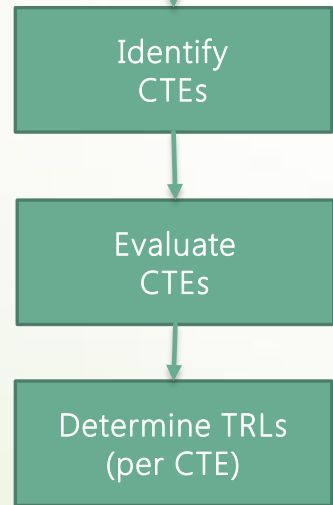 Identify
CTEs
Evaluate
CTEs
Determine TRLs
(per CTE)